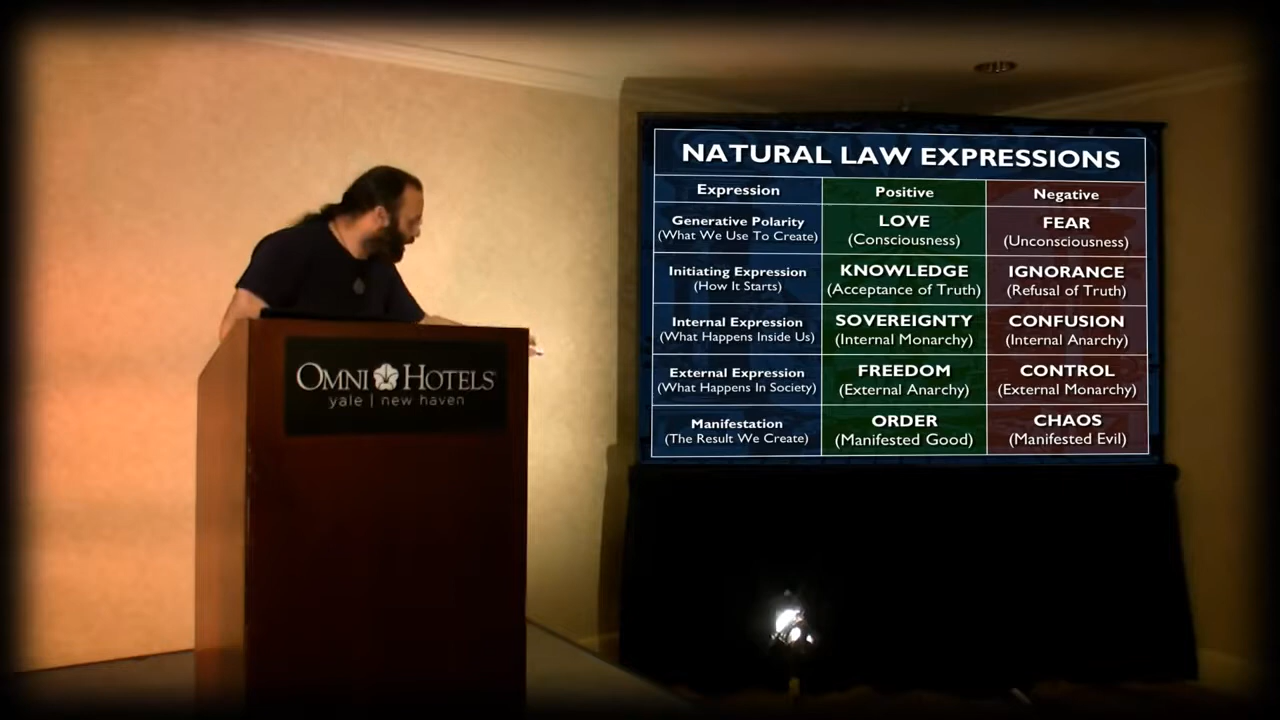 NATURAL LAW EXPRESSIONS
Expression Positive Negative
Generative Polarity LOVE FEAR
(What We Use To Create) (Consciousness) (Unconsciousness)
Initiating Expression KNOWLEDGE IGNORANCE
(How It Starts) (Acceptance of Truth) (Refusal of Truth)
Internal Expression SOVEREIGNTY CONFUSION
(What Happens Inside Us) (Internal Monarchy) (Internal Anarchy)
External Expression FREEDOM CONTROL
(What Happens In Society) (External Anarchy) (External Monarchy)
Manifestation ORDER CHAOS
(The Result We Create) (Manifested Good) (Manifested Evil)
OMNI HOTELS
yale | new haven